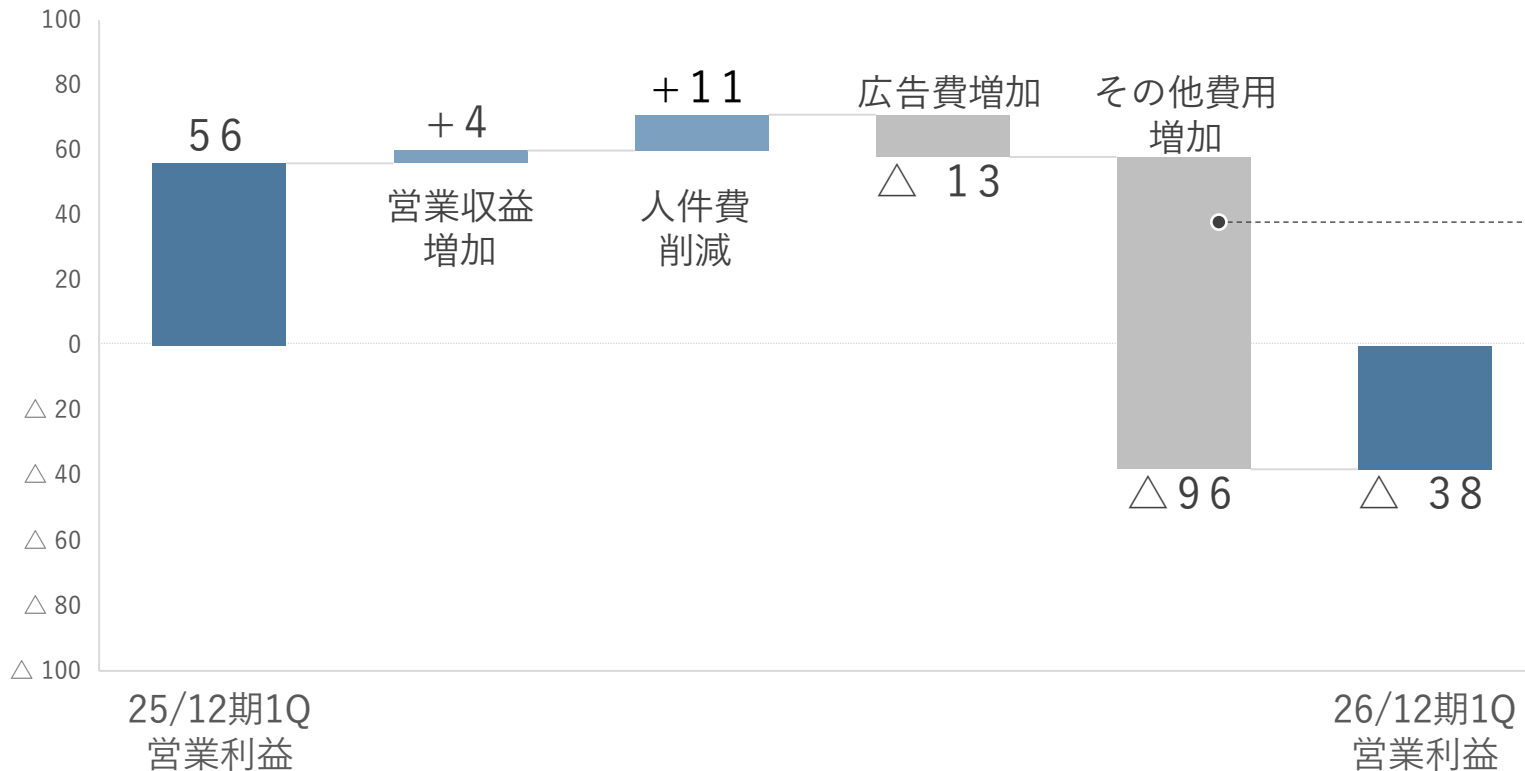 100
80
60
40
20
0
△ 20
△ 40
△ 60
△ 80
△ 100
56
+4
営業収益
増加
+11
人件費
削減
広告費増加
△ 13
その他費用
増加
△96
△ 38
25/12期1Q
営業利益
26/12期1Q
営業利益